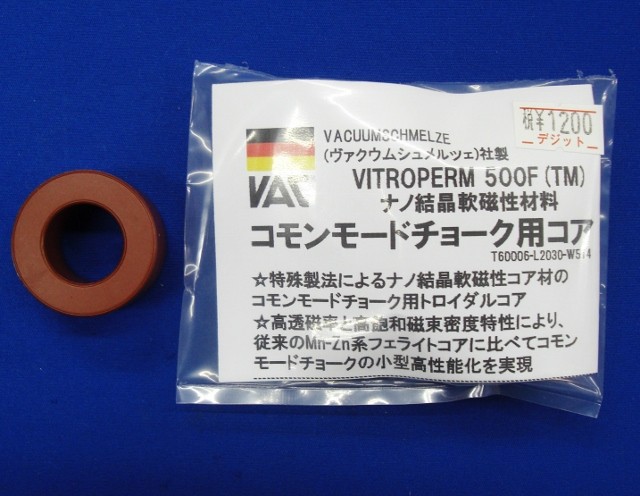 税¥1200
デジット
VACUUMSCHMELZE
(ヴァクウムシュメルツェ)社製
VAC
VITROPERM 500F (TM)
ナノ結晶軟磁性材料
コモンモードチョーク用コア
T60006-L2030-W514
☆特殊製法によるナノ結晶軟磁性コア材の
コモンモードチョーク用トロイダルコア
☆高透磁率と高飽和磁束密度特性により、
従来のMn-Zn系フェライトコアに比べてコモン
モードチョークの小型高性能化を実現